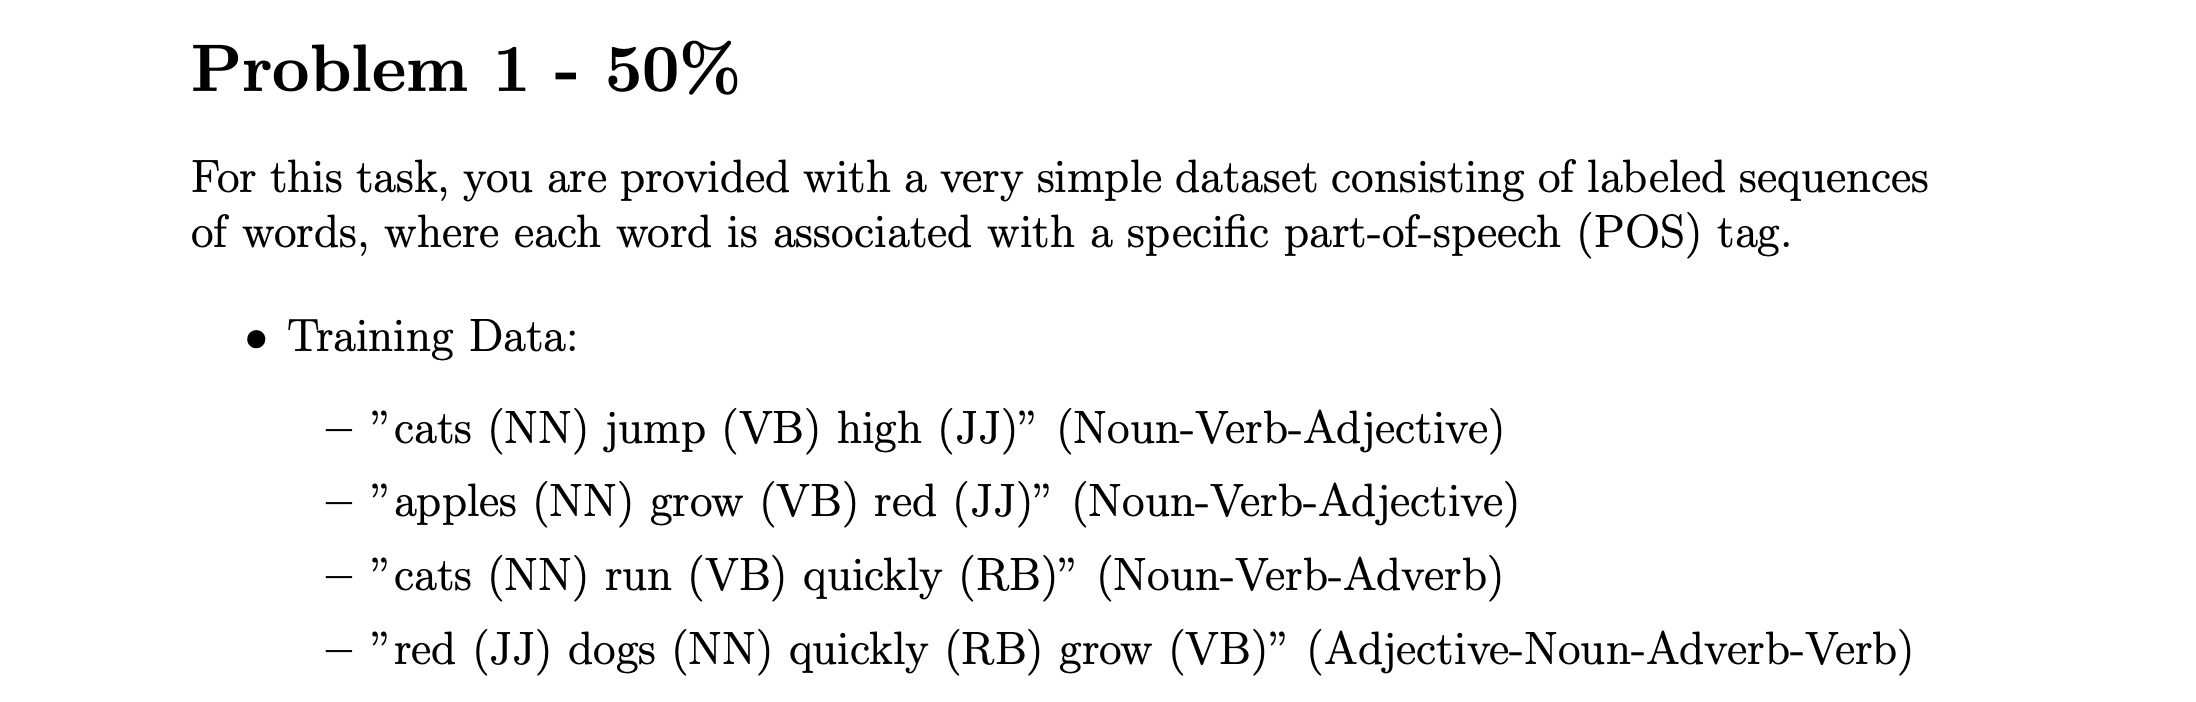 Problem 1 - 50%
For this task, you are provided with a very simple dataset consisting of labeled sequences
of words, where each word is associated with a specific part-of-speech (POS) tag.
• Training Data:
– ”cats (NN) jump (VB) high (JJ)” (Noun-Verb-Adjective)
– ”apples (NN) grow (VB) red (JJ)” (Noun-Verb-Adjective)
– ”cats (NN) run (VB) quickly (RB)” (Noun-Verb-Adverb)
– ”red (JJ) dogs (NN) quickly (RB) grow (VB)” (Adjective-Noun-Adverb-Verb)